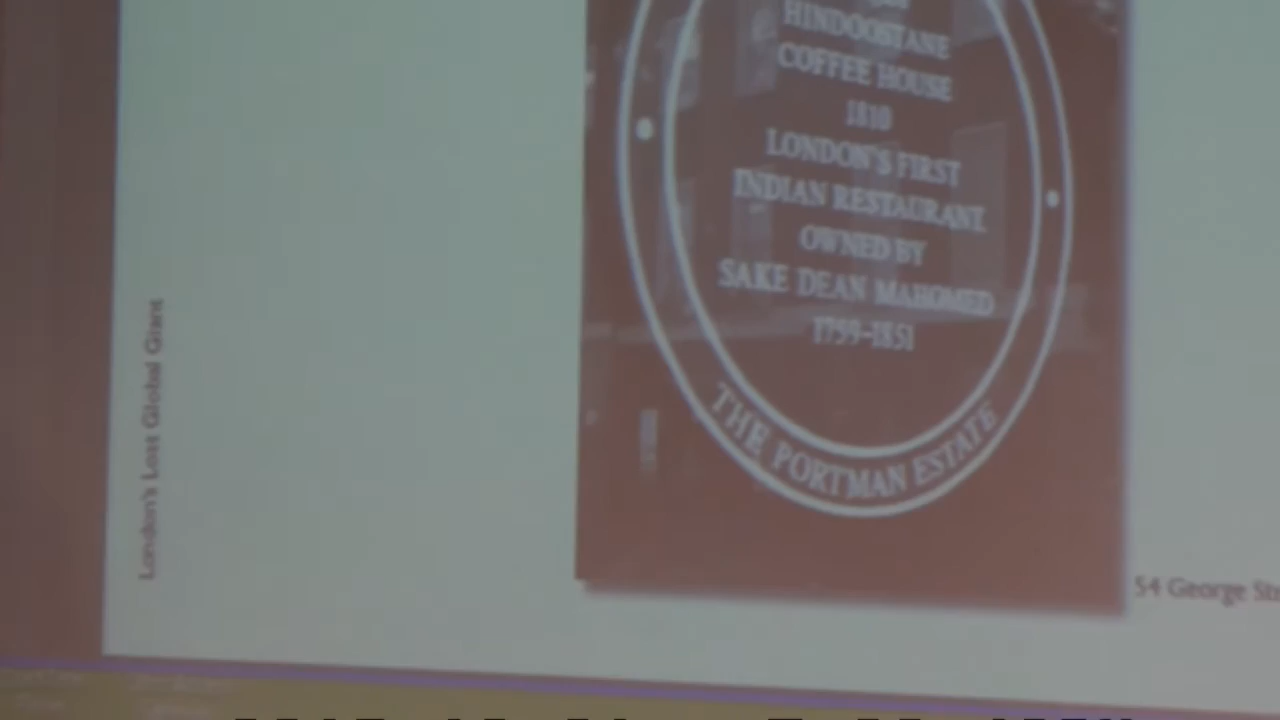 HINDOOSTANE
COFFEE HOUSE
1810
LONDON'S FIRST
INDIAN RESTAURANT.
OWNED BY
SAKE DEAN MAHOMED
1759-1851
THE PORTMAN ESTATE
London's Lost Global Giant
54 George